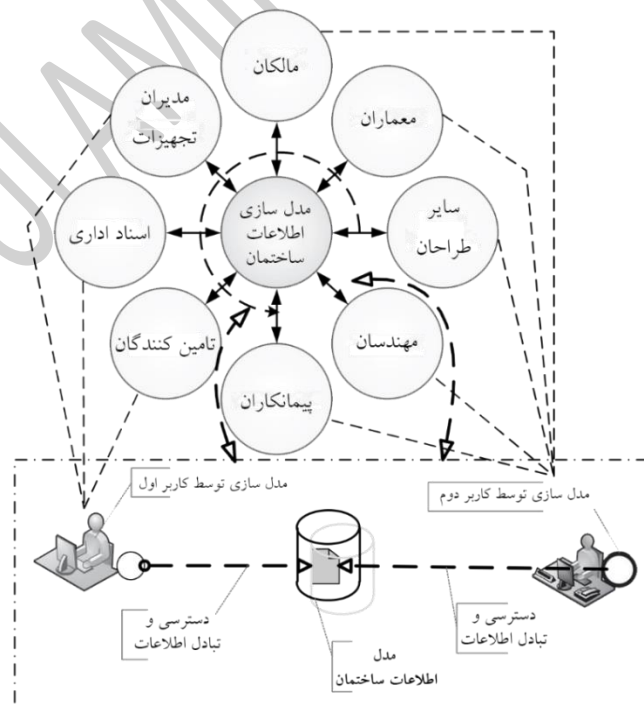 مالکان
مدیران
تجهیزات
معماران
اسناد اداری
مدل سازی
اطلاعات
ساختمان
سایر
طراحان
تامین کنندگان
مهندسان
پیمانکاران
مدل سازی توسط کاربر اول
مدل سازی توسط کاربر دوم
دسترسی و
تبادل اطلاعات
دسترسی و
تبادل اطلاعات
مدل
اطلاعات ساختمان